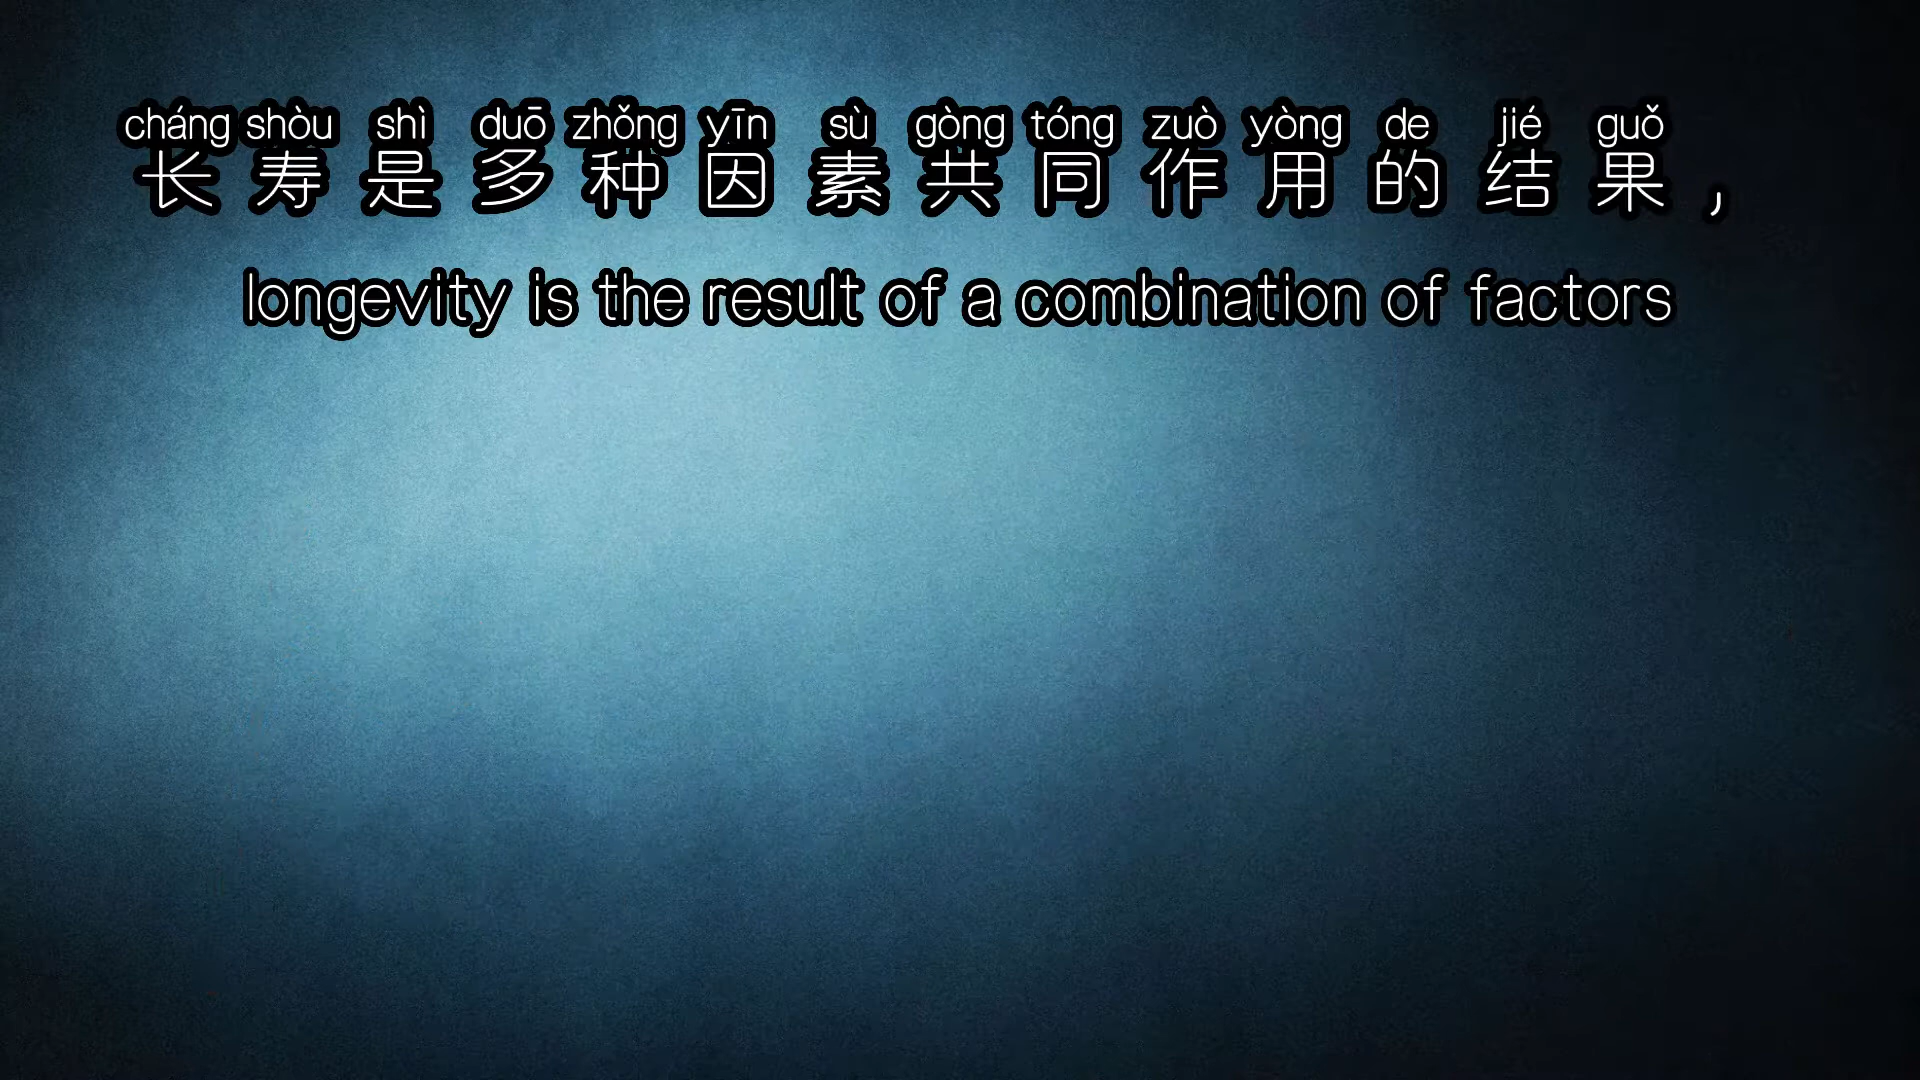 cháng shòu shì duō zhǒng yīn sù gòng tóng zuò yòng de jié guǒ
长寿是多种因素共同作用的结果，
longevity is the result of a combination of factors